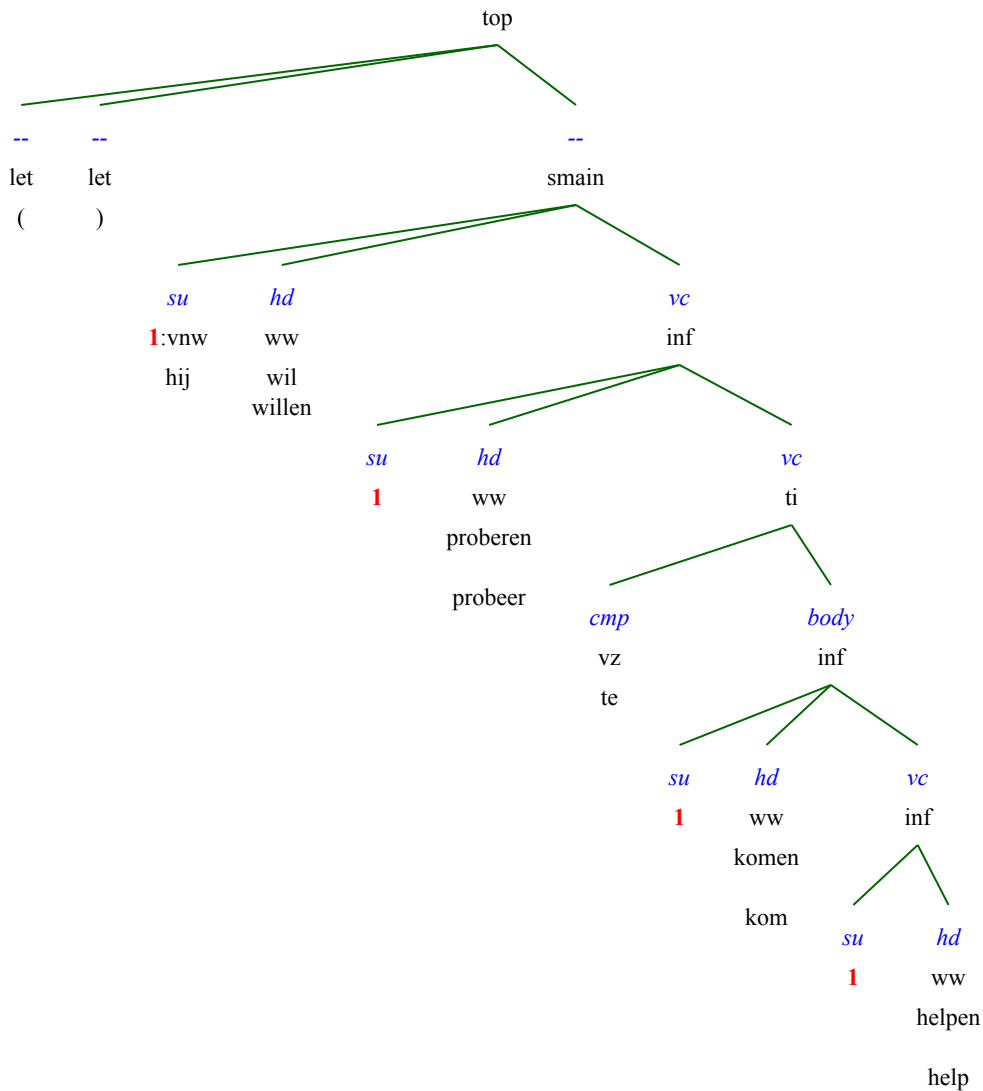 top
-- -- --
let let smain
( )
su hd vc
1:vnw ww inf
hij wil
willen
su hd vc
1 ww ti
proberen
probeer
cmp body
vz inf
te
su hd vc
1 ww inf
komen
kom
su hd
1 ww
helpen
help